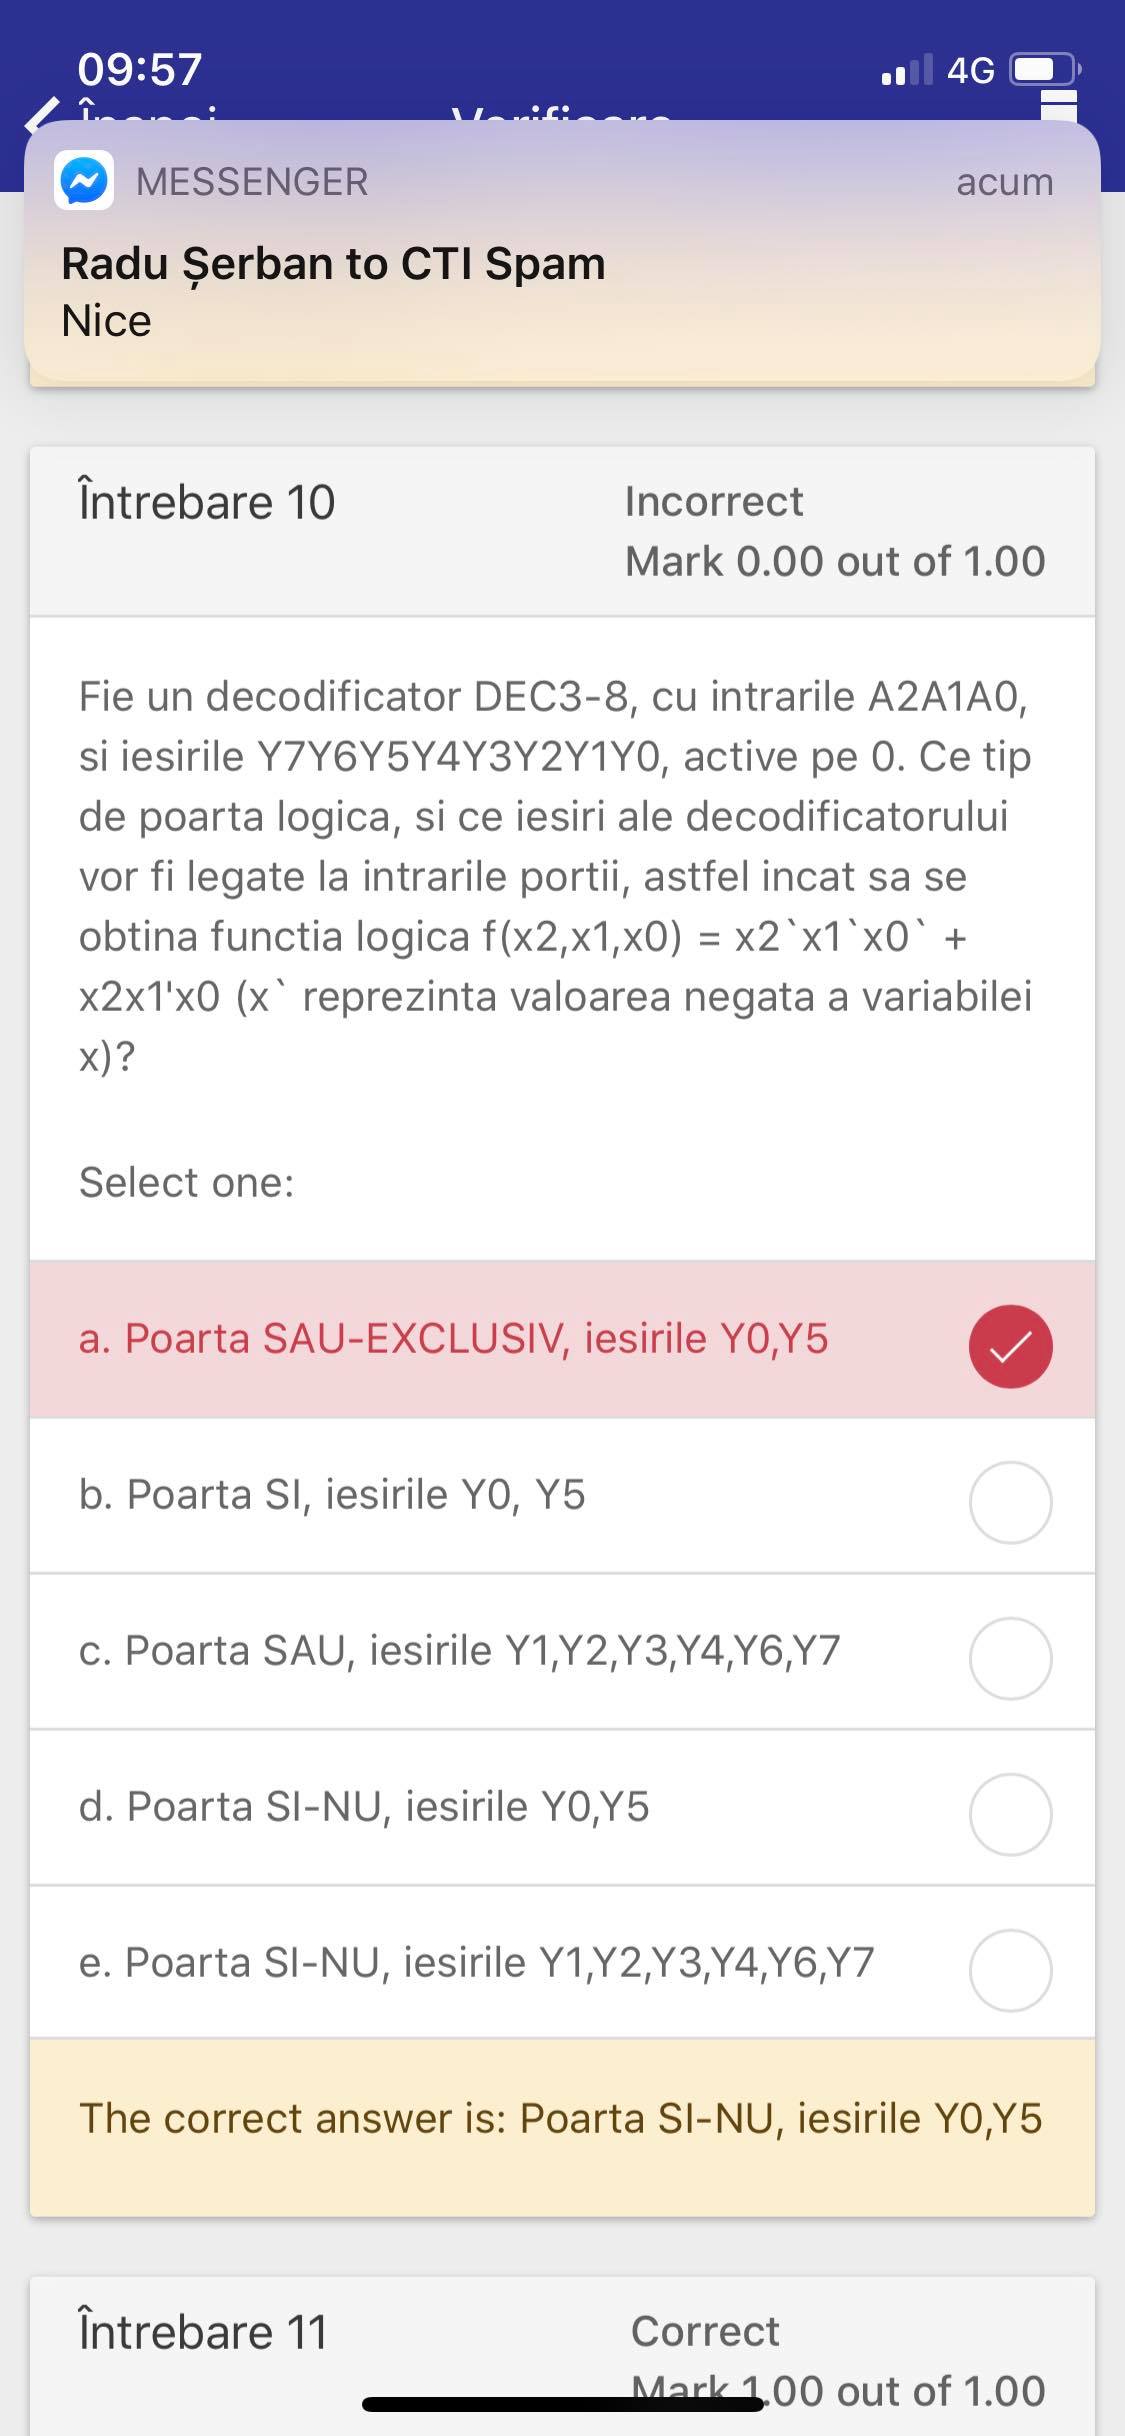 09:57
4G
MESSENGER
acum
Radu Șerban to CTI Spam
Nice
Întrebare 10
Incorrect
Mark 0.00 out of 1.00
Fie un decodificator DEC3-8, cu intrarile A2A1A0,
si iesirile Y7Y6Y5Y4Y3Y2Y1Y0, active pe 0. Ce tip
de poarta logica, si ce iesiri ale decodificatorului
vor fi legate la intrarile portii, astfel incat sa se
obtina functia logica f(x2,x1,x0) = x2`x1`x0` +
x2x1'x0 (x` reprezinta valoarea negata a variabilei
x)?
Select one:
a. Poarta SAU-EXCLUSIV, iesirile Y0,Y5
b. Poarta SI, iesirile Y0, Y5
c. Poarta SAU, iesirile Y1,Y2,Y3,Y4,Y6,Y7
d. Poarta SI-NU, iesirile Y0,Y5
e. Poarta SI-NU, iesirile Y1,Y2,Y3,Y4,Y6,Y7
The correct answer is: Poarta SI-NU, iesirile Y0,Y5
Întrebare 11
Correct
Mark 1.00 out of 1.00